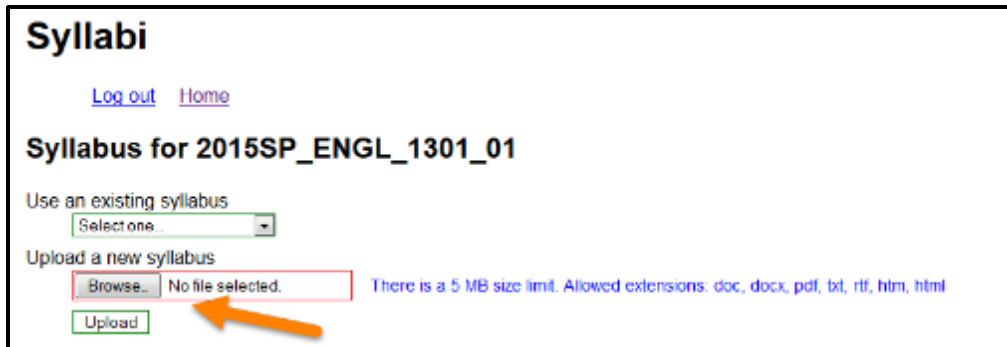 Syllabi
Log out Home
Syllabus for 2015SP_ENGL_1301_01
Use an existing syllabus
Select one...
Upload a new syllabus
Browse... No file selected. There is a 5 MB size limit. Allowed extensions: doc, docx, pdf, txt, rtf, htm, html
Upload